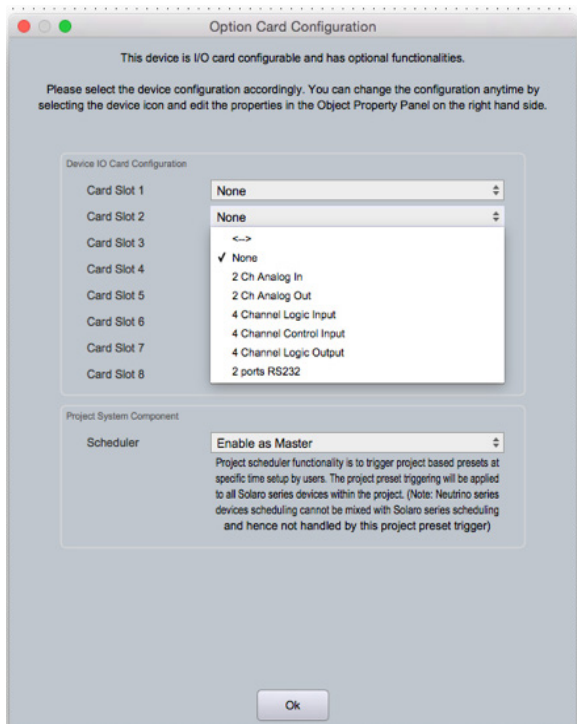 Option Card Configuration
This device is I/O card configurable and has optional functionalities.
Please select the device configuration accordingly. You can change the configuration anytime by
selecting the device icon and edit the properties in the Object Property Panel on the right hand side.
Device IO Card Configuration
Card Slot 1 None
Card Slot 2 None
Card Slot 3 <-->
✓ None
Card Slot 4 2 Ch Analog In
Card Slot 5 2 Ch Analog Out
Card Slot 6 4 Channel Logic Input
4 Channel Control Input
Card Slot 7 4 Channel Logic Output
Card Slot 8 2 ports RS232
Project System Component
Scheduler Enable as Master
Project scheduler functionality is to trigger project based presets at
specific time setup by users. The project preset triggering will be applied
to all Solaro series devices within the project. (Note: Neutrino series
devices scheduling cannot be mixed with Solaro series scheduling
and hence not handled by this project preset trigger)
Ok